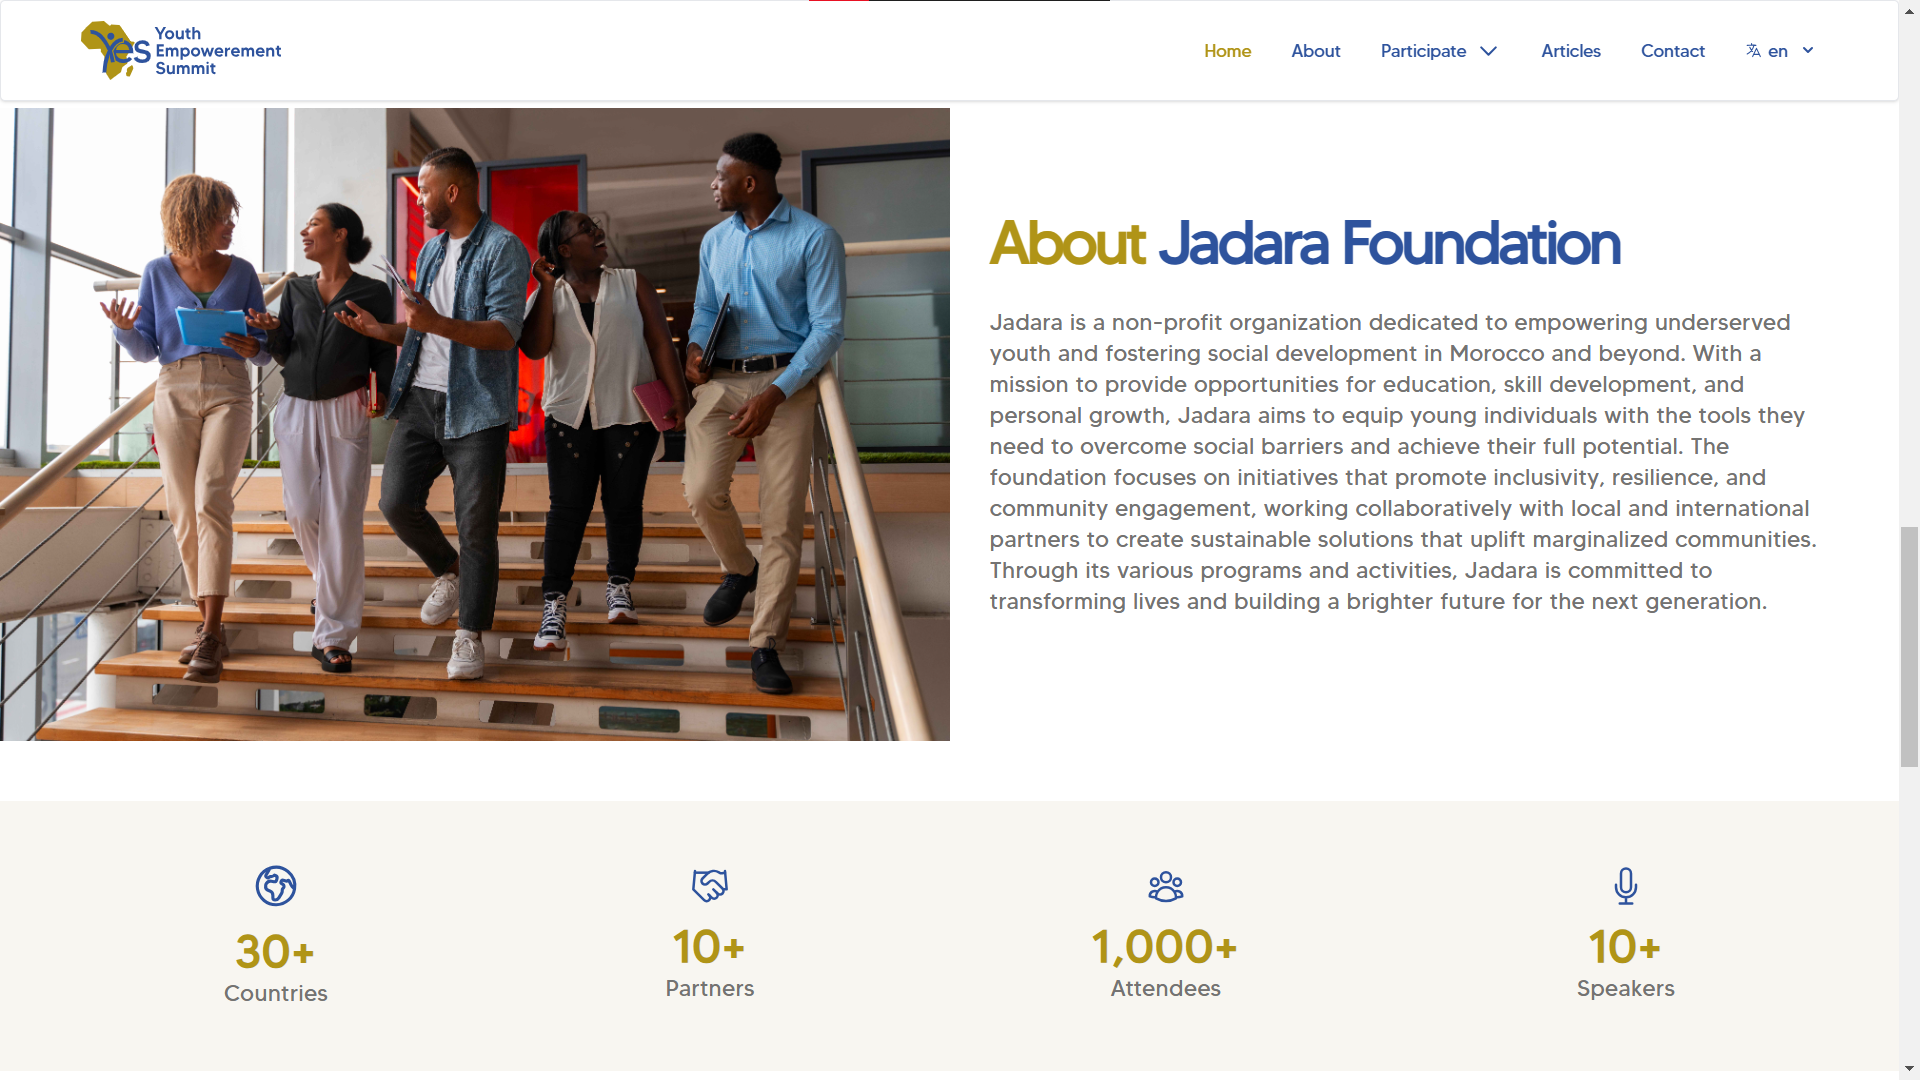 Yes
Youth
Empowerement
Summit
Home
About
Participate
Articles
Contact
en
About Jadara Foundation
Jadara is a non-profit organization dedicated to empowering underserved
youth and fostering social development in Morocco and beyond. With a
mission to provide opportunities for education, skill development, and
personal growth, Jadara aims to equip young individuals with the tools they
need to overcome social barriers and achieve their full potential. The
foundation focuses on initiatives that promote inclusivity, resilience, and
community engagement, working collaboratively with local and international
partners to create sustainable solutions that uplift marginalized communities.
Through its various programs and activities, Jadara is committed to
transforming lives and building a brighter future for the next generation.
30+
Countries
10+
Partners
1,000+
Attendees
10+
Speakers